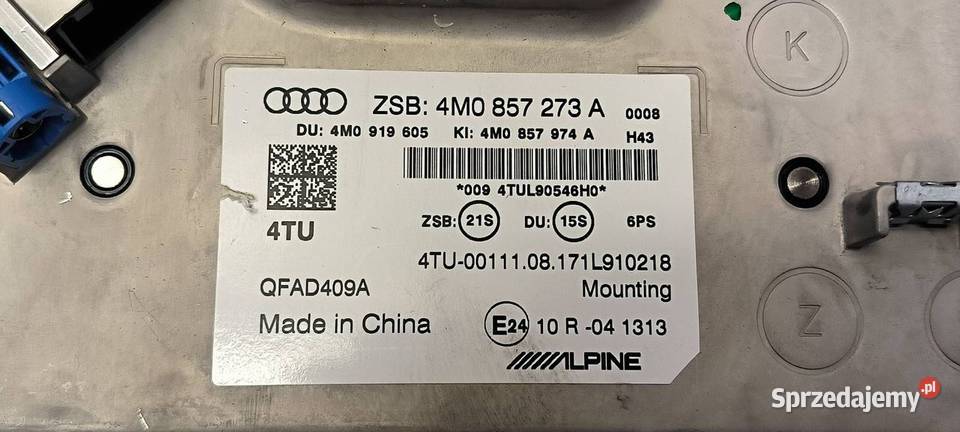 ZSB: 4M0 857 273 A 0008
DU: 4M0 919 605 KI: 4M0 857 974 A H43
*009 4TUL90546H0*
4TU
ZSB: 21S DU: 15S 6PS
4TU-00111.08.171L910218
QFAD409A Mounting
Made in China E24 10 R -04 1313
ALPINE
K
Z
Sprzedajemy.pl